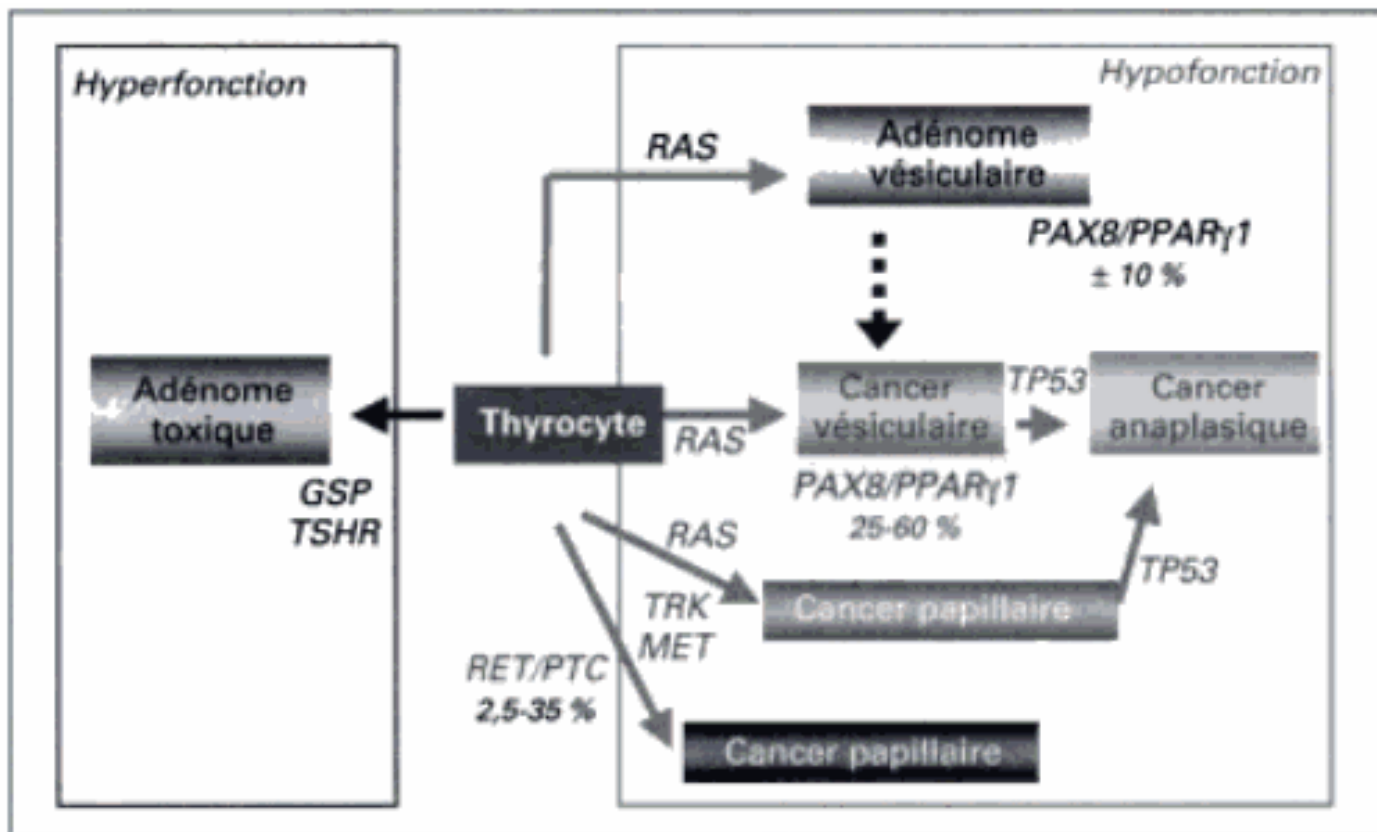 Hyperfonction
Hypofonction
RAS
Adénome
vésiculaire
PAX8/PPARγ1
± 10 %
Adénome
toxique
GSP
TSHR
Thyrocyte
RAS
Cancer
vésiculaire
PAX8/PPARγ1
25-60 %
TP53
Cancer
anaplasique
RAS
TRK
MET
Cancer papillaire
TP53
RET/PTC
2,5-35 %
Cancer papillaire